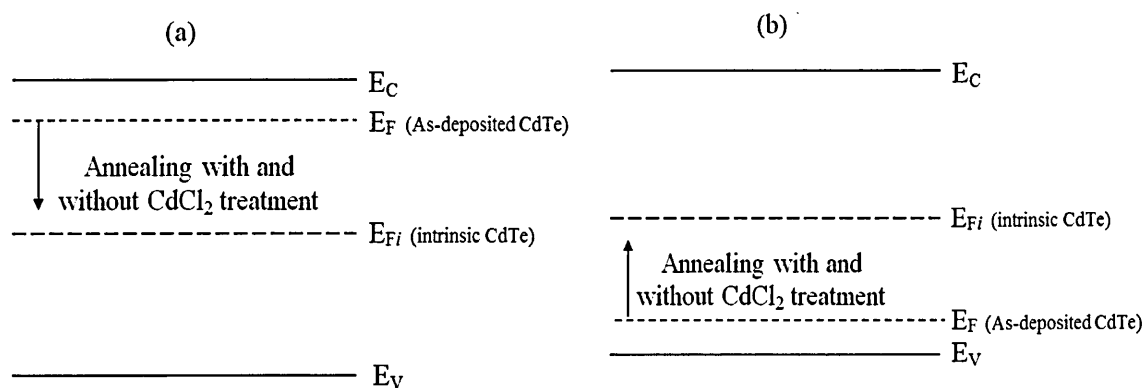 (a)
E_C
E_F (As-deposited CdTe)
Annealing with and
without CdCl₂ treatment
E_Fi (intrinsic CdTe)
E_V
(b)
E_C
E_Fi (intrinsic CdTe)
Annealing with and
without CdCl₂ treatment
E_F (As-deposited CdTe)
E_V